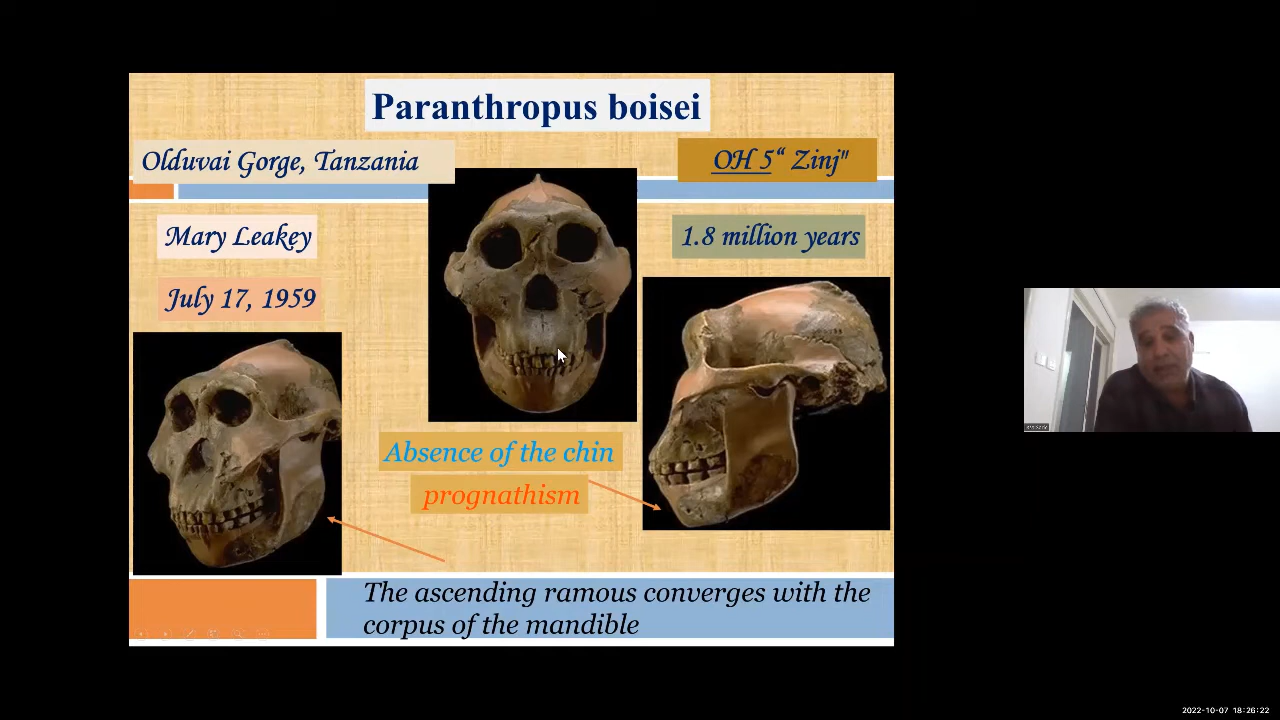 Paranthropus boisei
Olduvai Gorge, Tanzania
OH 5“ Zinj"
Mary Leakey
1.8 million years
July 17, 1959
Absence of the chin
prognathism
The ascending ramous converges with the
corpus of the mandible
2022-10-07 18:26:22